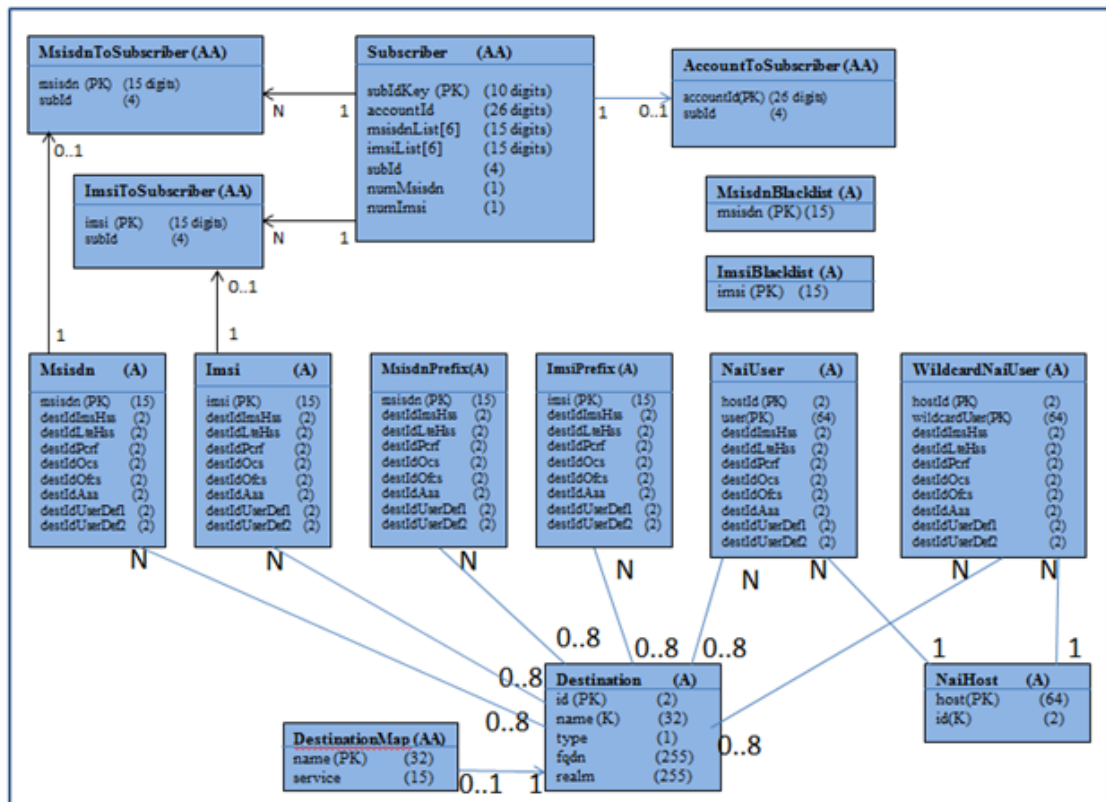 MsisdnToSubscriber (AA)
msisdn (PK) (15 digits)
subId (4)
Subscriber (AA)
subIdKey (PK) (10 digits)
accountId (26 digits)
msisdnList[6] (15 digits)
imsiList[6] (15 digits)
subId (4)
numMsisdn (1)
numImsi (1)
AccountToSubscriber (AA)
accountId(PK) (26 digits)
subId (4)
N 1
1 0..1
0..1
ImsiToSubscriber (AA)
imsi (PK) (15 digits)
subId (4)
N 1
MsisdnBlacklist (A)
msisdn (PK) (15)
ImsiBlacklist (A)
imsi (PK) (15)
0..1
1
1
Msisdn (A)
msisdn (PK) (15)
destIdImsHss (2)
destIdLteHss (2)
destIdPcrf (2)
destIdOcs (2)
destIdOfcs (2)
destIdAaa (2)
destIdUserDef1 (2)
destIdUserDef2 (2)
Imsi (A)
imsi (PK) (15)
destIdImsHss (2)
destIdLteHss (2)
destIdPcrf (2)
destIdOcs (2)
destIdOfcs (2)
destIdAaa (2)
destIdUserDef1 (2)
destIdUserDef2 (2)
MsisdnPrefix(A)
msisdn (PK) (15)
destIdImsHss (2)
destIdLteHss (2)
destIdPcrf (2)
destIdOcs (2)
destIdOfcs (2)
destIdAaa (2)
destIdUserDef1 (2)
destIdUserDef2 (2)
ImsiPrefix (A)
imsi (PK) (15)
destIdImsHss (2)
destIdLteHss (2)
destIdPcrf (2)
destIdOcs (2)
destIdOfcs (2)
destIdAaa (2)
destIdUserDef1 (2)
destIdUserDef2 (2)
NaiUser (A)
hostId (PK) (2)
user(PK) (64)
destIdImsHss (2)
destIdLteHss (2)
destIdPcrf (2)
destIdOcs (2)
destIdOfcs (2)
destIdAaa (2)
destIdUserDef1 (2)
destIdUserDef2 (2)
WildcardNaiUser (A)
hostId (PK) (2)
wildcardUser(PK) (64)
destIdImsHss (2)
destIdLteHss (2)
destIdPcrf (2)
destIdOcs (2)
destIdOfcs (2)
destIdAaa (2)
destIdUserDef1 (2)
destIdUserDef2 (2)
N N N N N N N N
0..8 0..8 0..8
1 1
0..8
0..8
0..8
Destination (A)
id (PK) (2)
name (K) (32)
type (1)
fqdn (255)
realm (255)
NaiHost (A)
host(PK) (64)
id(K) (2)
DestinationMap (AA)
name (PK) (32)
service (15)
0..1 1